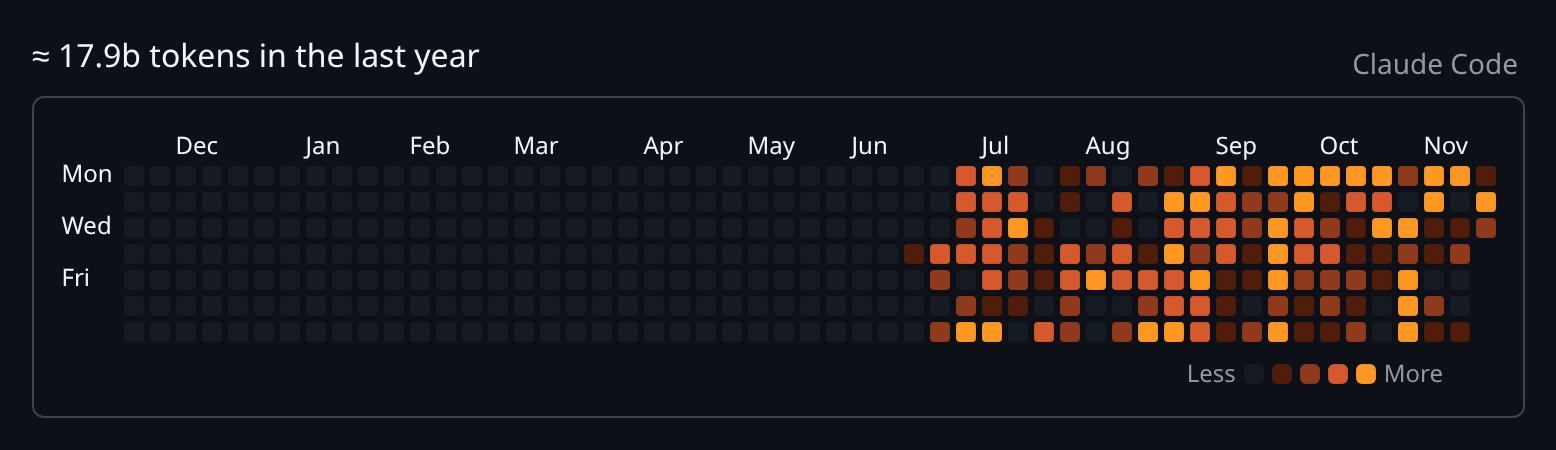 ≈ 17.9b tokens in the last year
Claude Code
Dec Jan Feb Mar Apr May Jun Jul Aug Sep Oct Nov
Mon
Wed
Fri
Less More